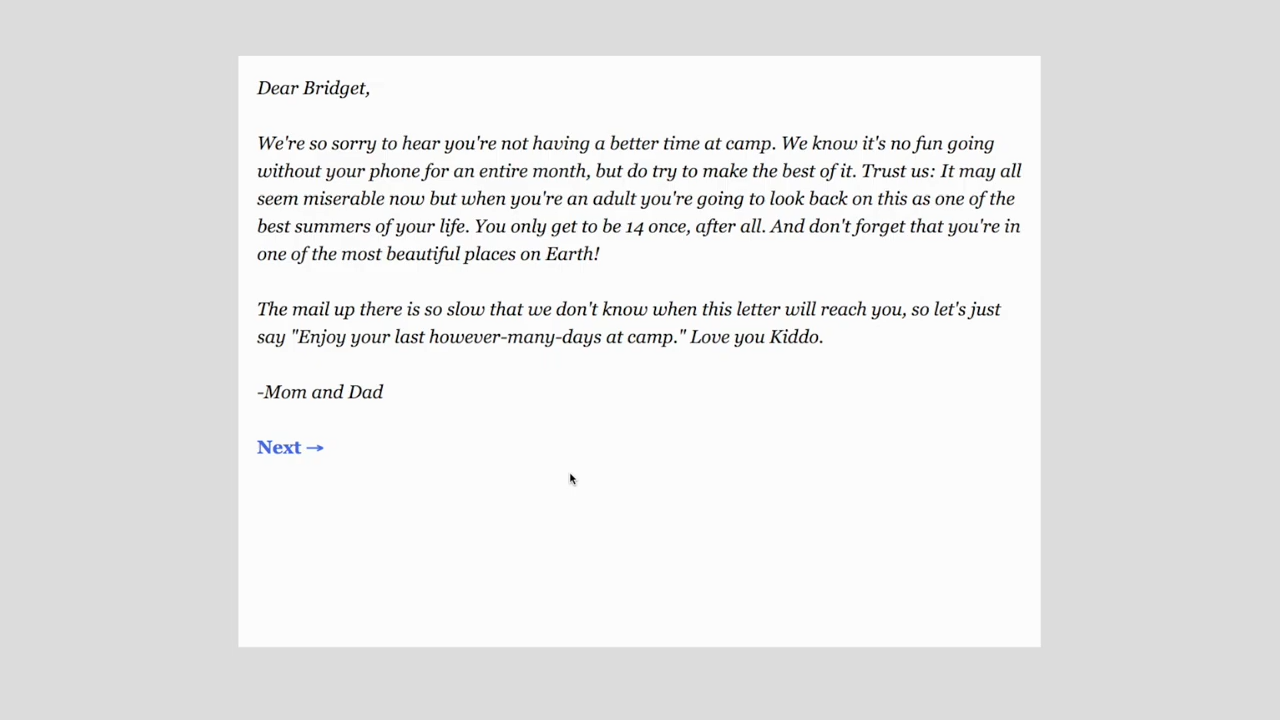 Dear Bridget,
We're so sorry to hear you're not having a better time at camp. We know it's no fun going
without your phone for an entire month, but do try to make the best of it. Trust us: It may all
seem miserable now but when you're an adult you're going to look back on this as one of the
best summers of your life. You only get to be 14 once, after all. And don't forget that you're in
one of the most beautiful places on Earth!
The mail up there is so slow that we don't know when this letter will reach you, so let's just
say "Enjoy your last however-many-days at camp." Love you Kiddo.
-Mom and Dad
Next →